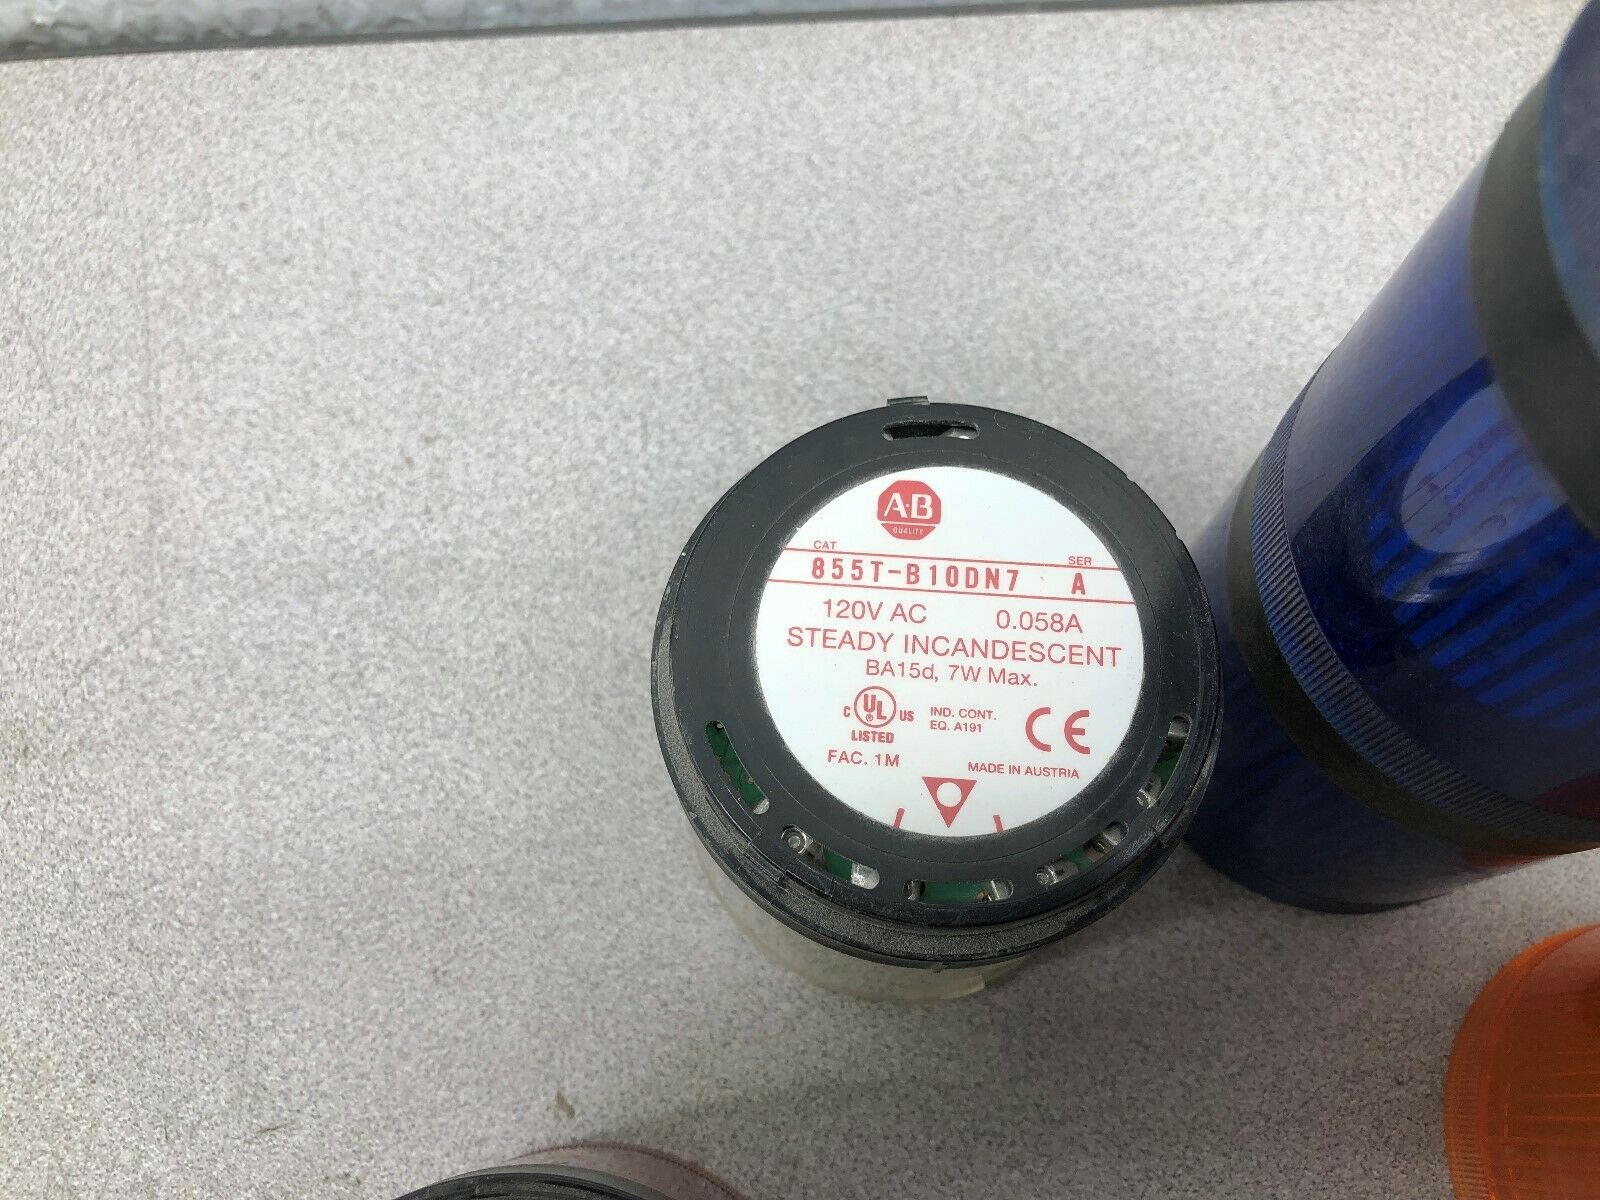 A-B
QUALITY
CAT SER
855T-B10DN7 A
120V AC 0.058A
STEADY INCANDESCENT
BA15d, 7W Max.
C UL US
LISTED
IND. CONT.
EQ. A191
CE
FAC. 1M
MADE IN AUSTRIA